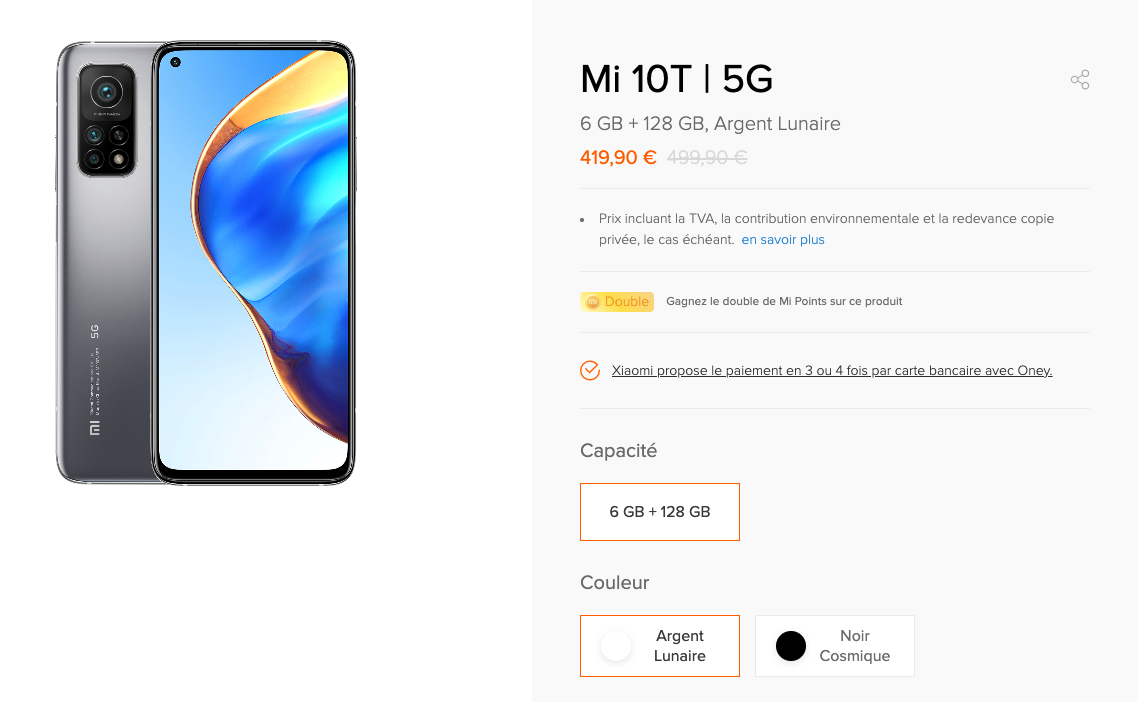 Mi 10T | 5G
6 GB + 128 GB, Argent Lunaire
419,90 € 499,90 €
Prix incluant la TVA, la contribution environnementale et la redevance copie
privée, le cas échéant. en savoir plus
Double Gagnez le double de Mi Points sur ce produit
Xiaomi propose le paiement en 3 ou 4 fois par carte bancaire avec Oney.
Capacité
6 GB + 128 GB
Couleur
Argent
Lunaire
Noir
Cosmique
5G